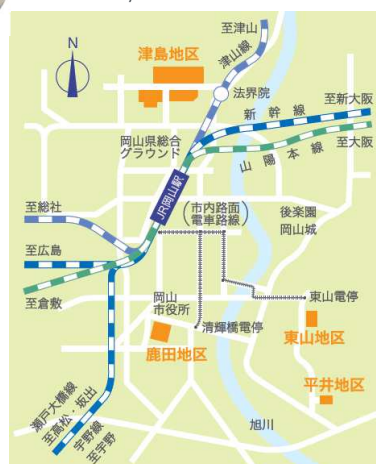 至津山
N
津島地区
津山線
法界院
新幹線
至新大阪
岡山県総合
グラウンド
山陽本線
至大阪
JR岡山駅
(市内路面
電車路線)
至総社
後楽園
岡山城
至広島
至倉敷
岡山
市役所
東山電停
清輝橋電停
鹿田地区
東山地区
平井地区
瀬戸大橋線
至高松・坂出
宇野線
至宇野
旭川